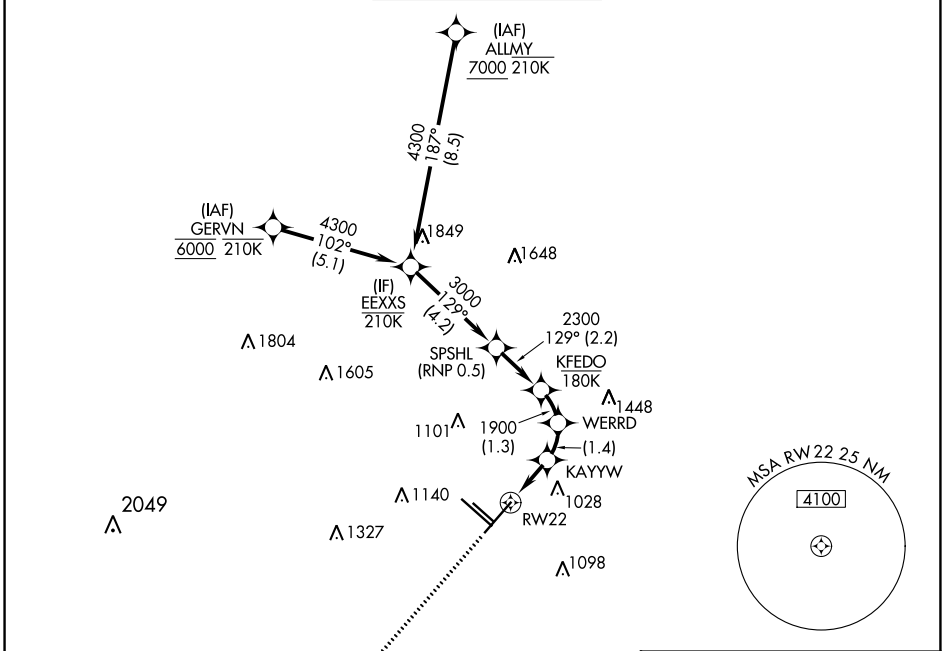 (IAF)
ALLMY
7000 210K
4300
187°
(8.5)
(IAF)
GERVN
6000 210K
4300
102°
(5.1)
1849
1648
(IF)
EEXXS
210K
3000
129°
(4.2)
1804
1605
SPSHL
(RNP 0.5)
2300
129° (2.2)
KFEDO
180K
1448
1101
1900
(1.3)
WERRD
(1.4)
KAYYW
1140
1028
RW22
2049
1327
1098
MSA RW22 25 NM
4100